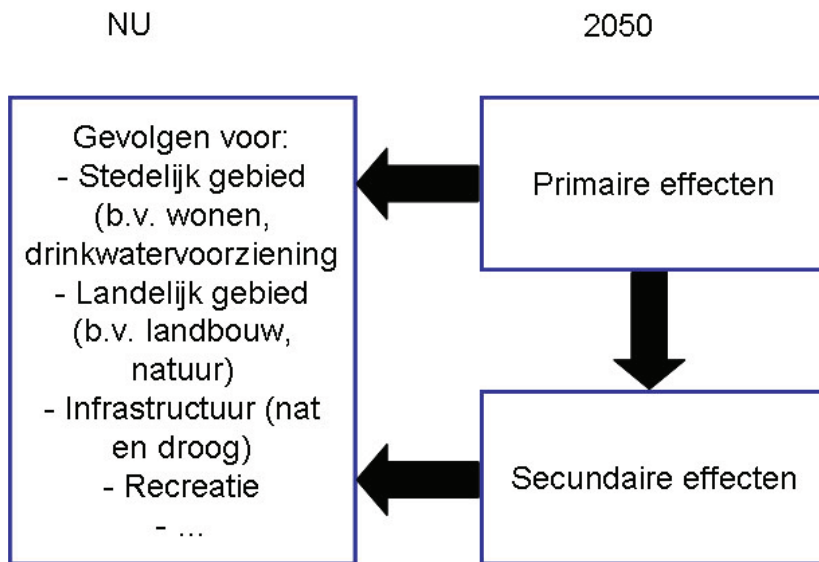 NU
2050
Gevolgen voor:
- Stedelijk gebied
(b.v. wonen,
drinkwatervoorziening
- Landelijk gebied
(b.v. landbouw,
natuur)
- Infrastructuur (nat
en droog)
- Recreatie
- ...
Primaire effecten
Secundaire effecten